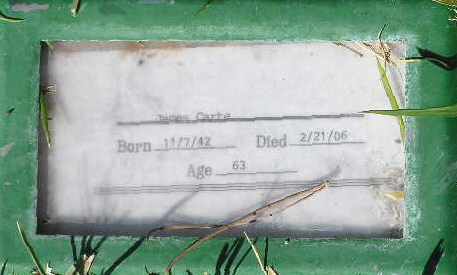 James Carte
Born 11/7/42 Died 2/21/06
Age 63